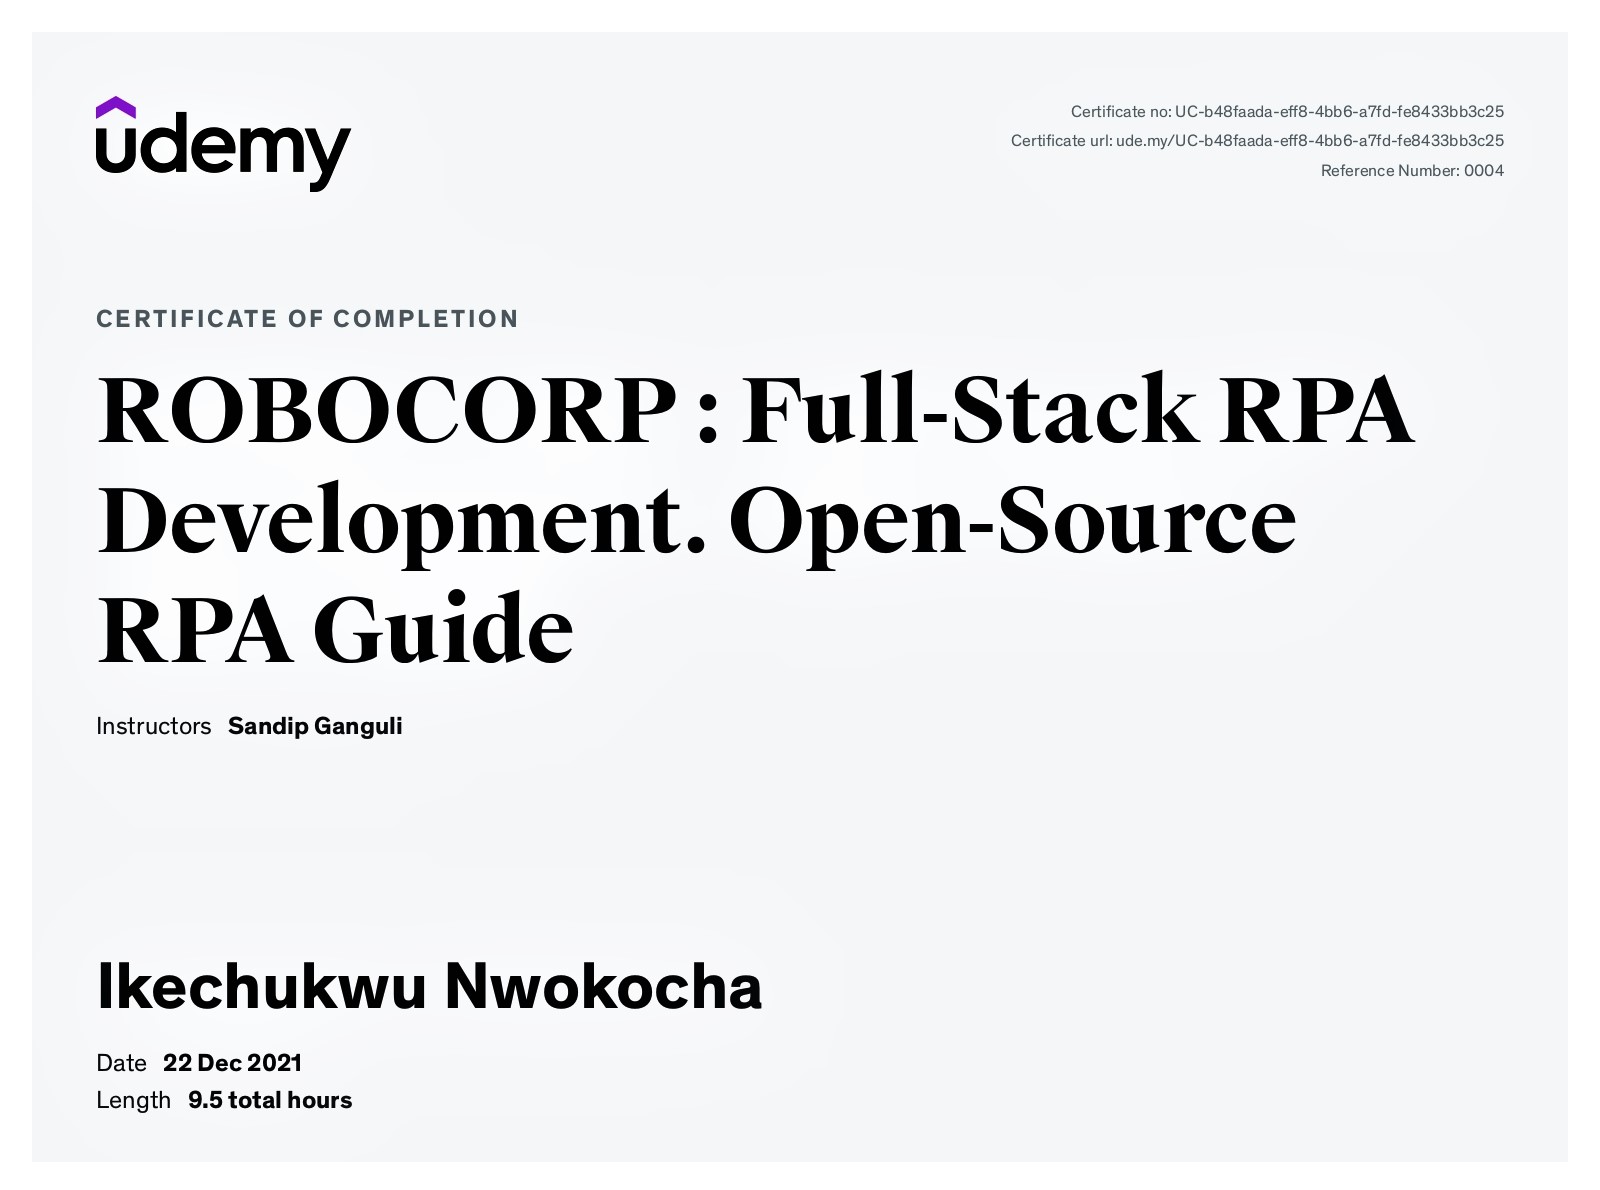 udemy
Certificate no: UC-b48faada-eff8-4bb6-a7fd-fe8433bb3c25
Certificate url: ude.my/UC-b48faada-eff8-4bb6-a7fd-fe8433bb3c25
Reference Number: 0004
CERTIFICATE OF COMPLETION
ROBOCORP : Full-Stack RPA
Development. Open-Source
RPA Guide
Instructors Sandip Ganguli
Ikechukwu Nwokocha
Date 22 Dec 2021
Length 9.5 total hours